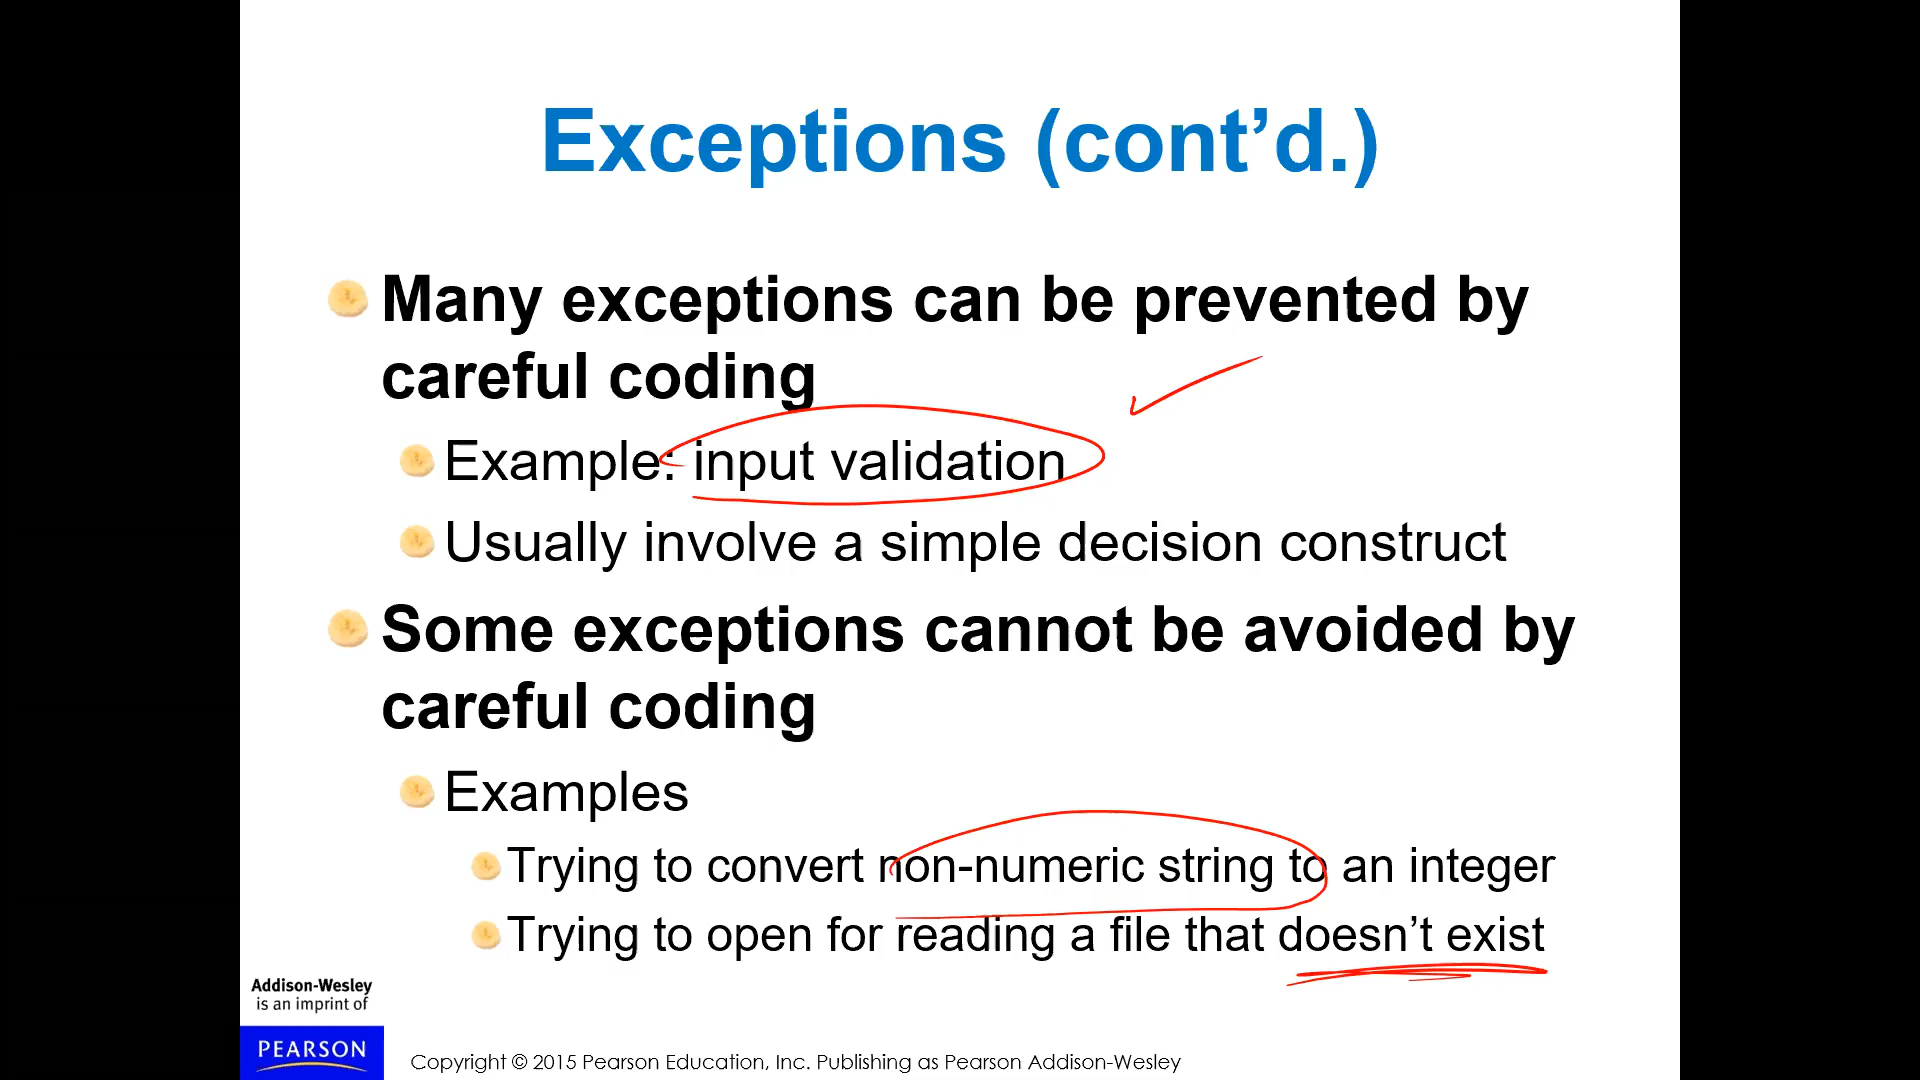 Exceptions (cont’d.)
Many exceptions can be prevented by
careful coding
Example: input validation
Usually involve a simple decision construct
Some exceptions cannot be avoided by
careful coding
Examples
Trying to convert non-numeric string to an integer
Trying to open for reading a file that doesn’t exist
Addison-Wesley
is an imprint of
PEARSON
Copyright © 2015 Pearson Education, Inc. Publishing as Pearson Addison-Wesley